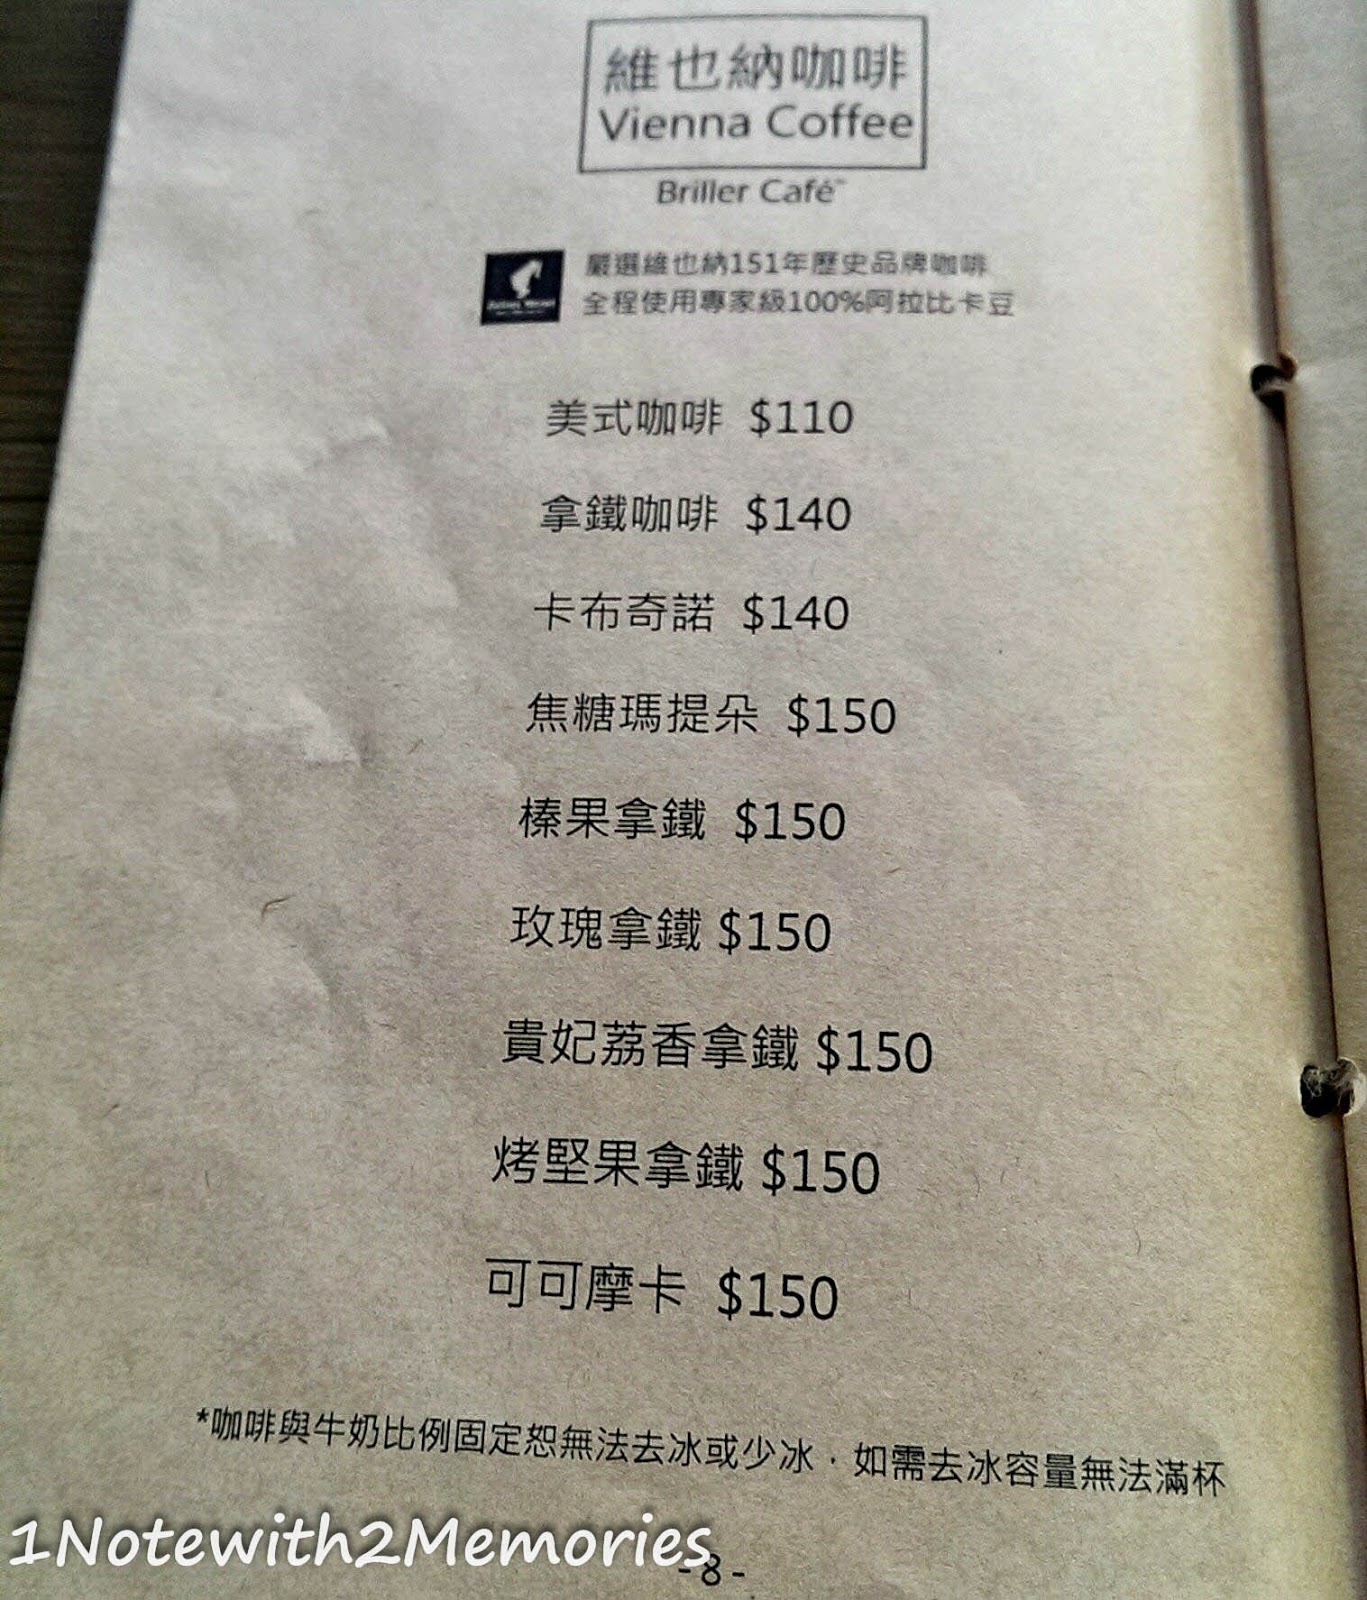 維也納咖啡
Vienna Coffee
Briller Café™
嚴選維也納151年歷史品牌咖啡
全程使用專家級100%阿拉比卡豆
美式咖啡 $110
拿鐵咖啡 $140
卡布奇諾 $140
焦糖瑪提朵 $150
榛果拿鐵 $150
玫瑰拿鐵 $150
貴妃荔香拿鐵 $150
烤堅果拿鐵 $150
可可摩卡 $150
*咖啡與牛奶比例固定恕無法去冰或少冰．如需去冰容量無法滿杯
1Notewith2Memories
-8-